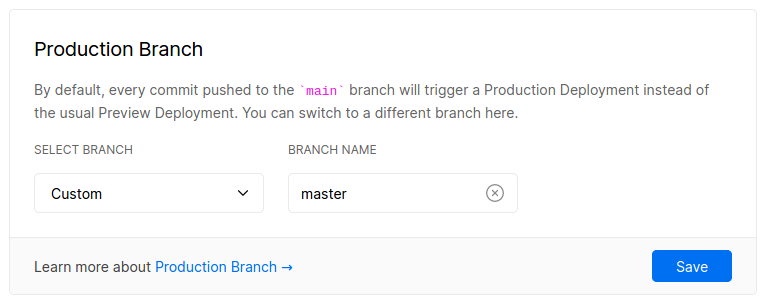 Production Branch
By default, every commit pushed to the `main` branch will trigger a Production Deployment instead of
the usual Preview Deployment. You can switch to a different branch here.
SELECT BRANCH
BRANCH NAME
Custom
master
Learn more about Production Branch →
Save